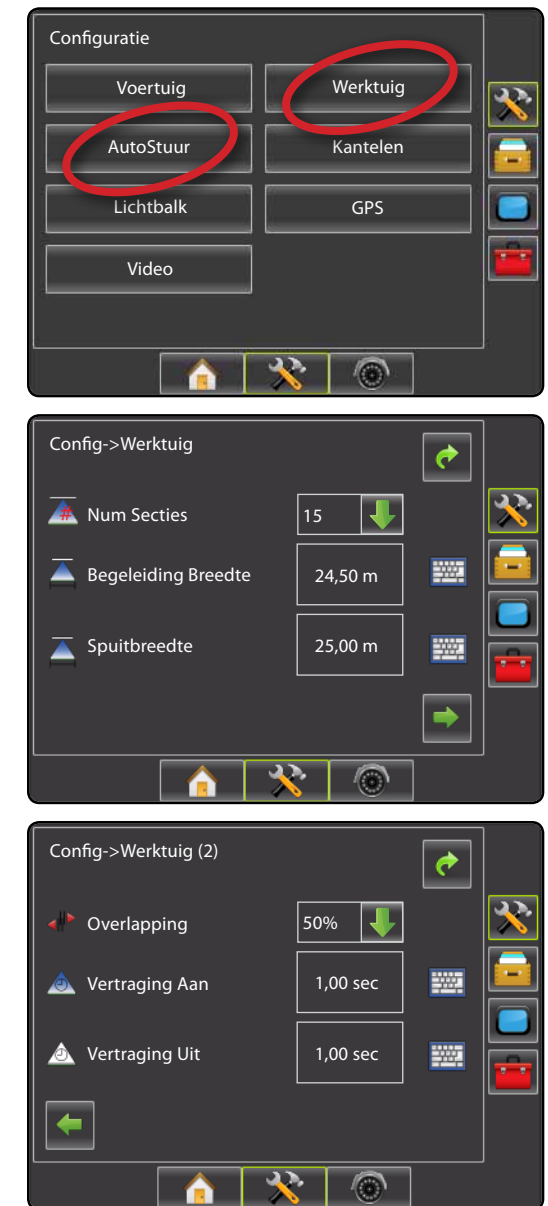 Configuratie
Voertuig
Werktuig
AutoStuur
Kantelen
Lichtbalk
GPS
Video
Config->Werktuig
Num Secties
15
Begeleiding Breedte
24,50 m
Spuitbreedte
25,00 m
Config->Werktuig (2)
Overlapping
50%
Vertraging Aan
1,00 sec
Vertraging Uit
1,00 sec